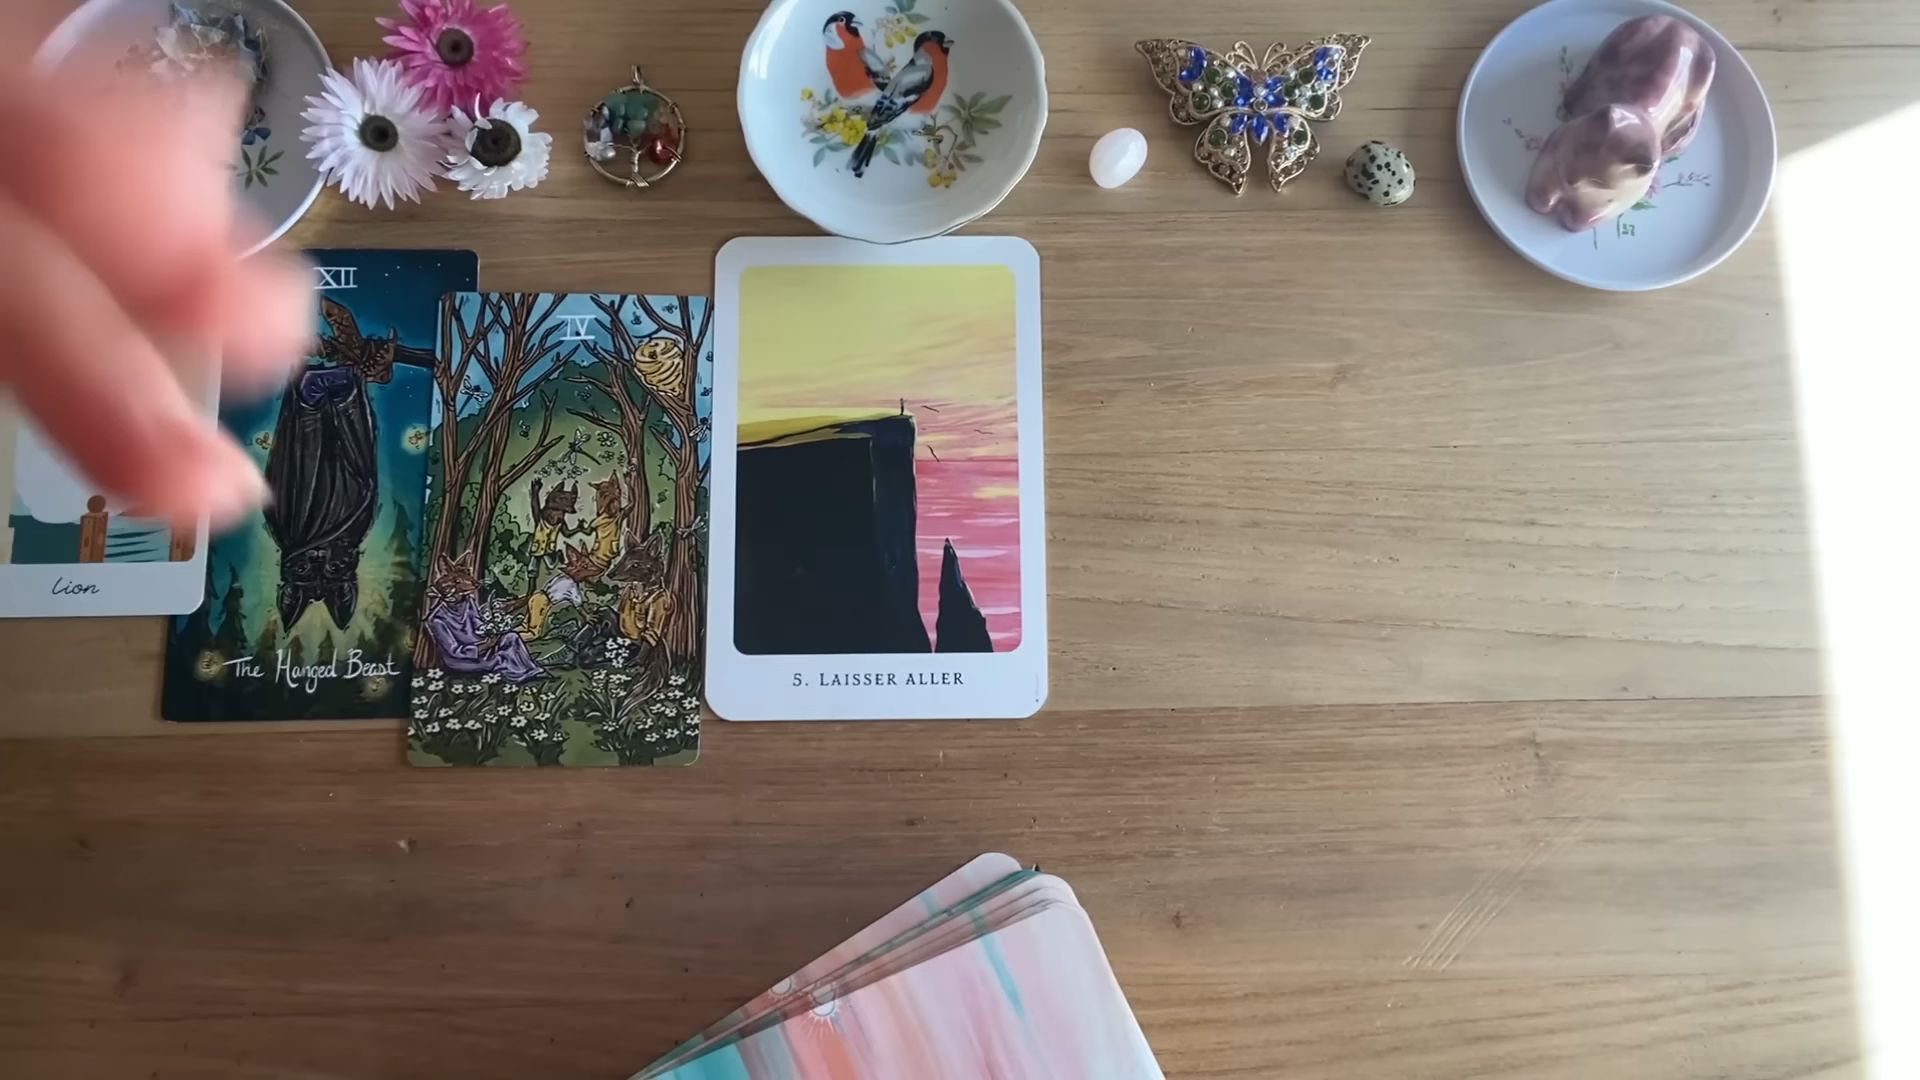 XII
IV
Lion
The Hanged Beast
5. LAISSER ALLER